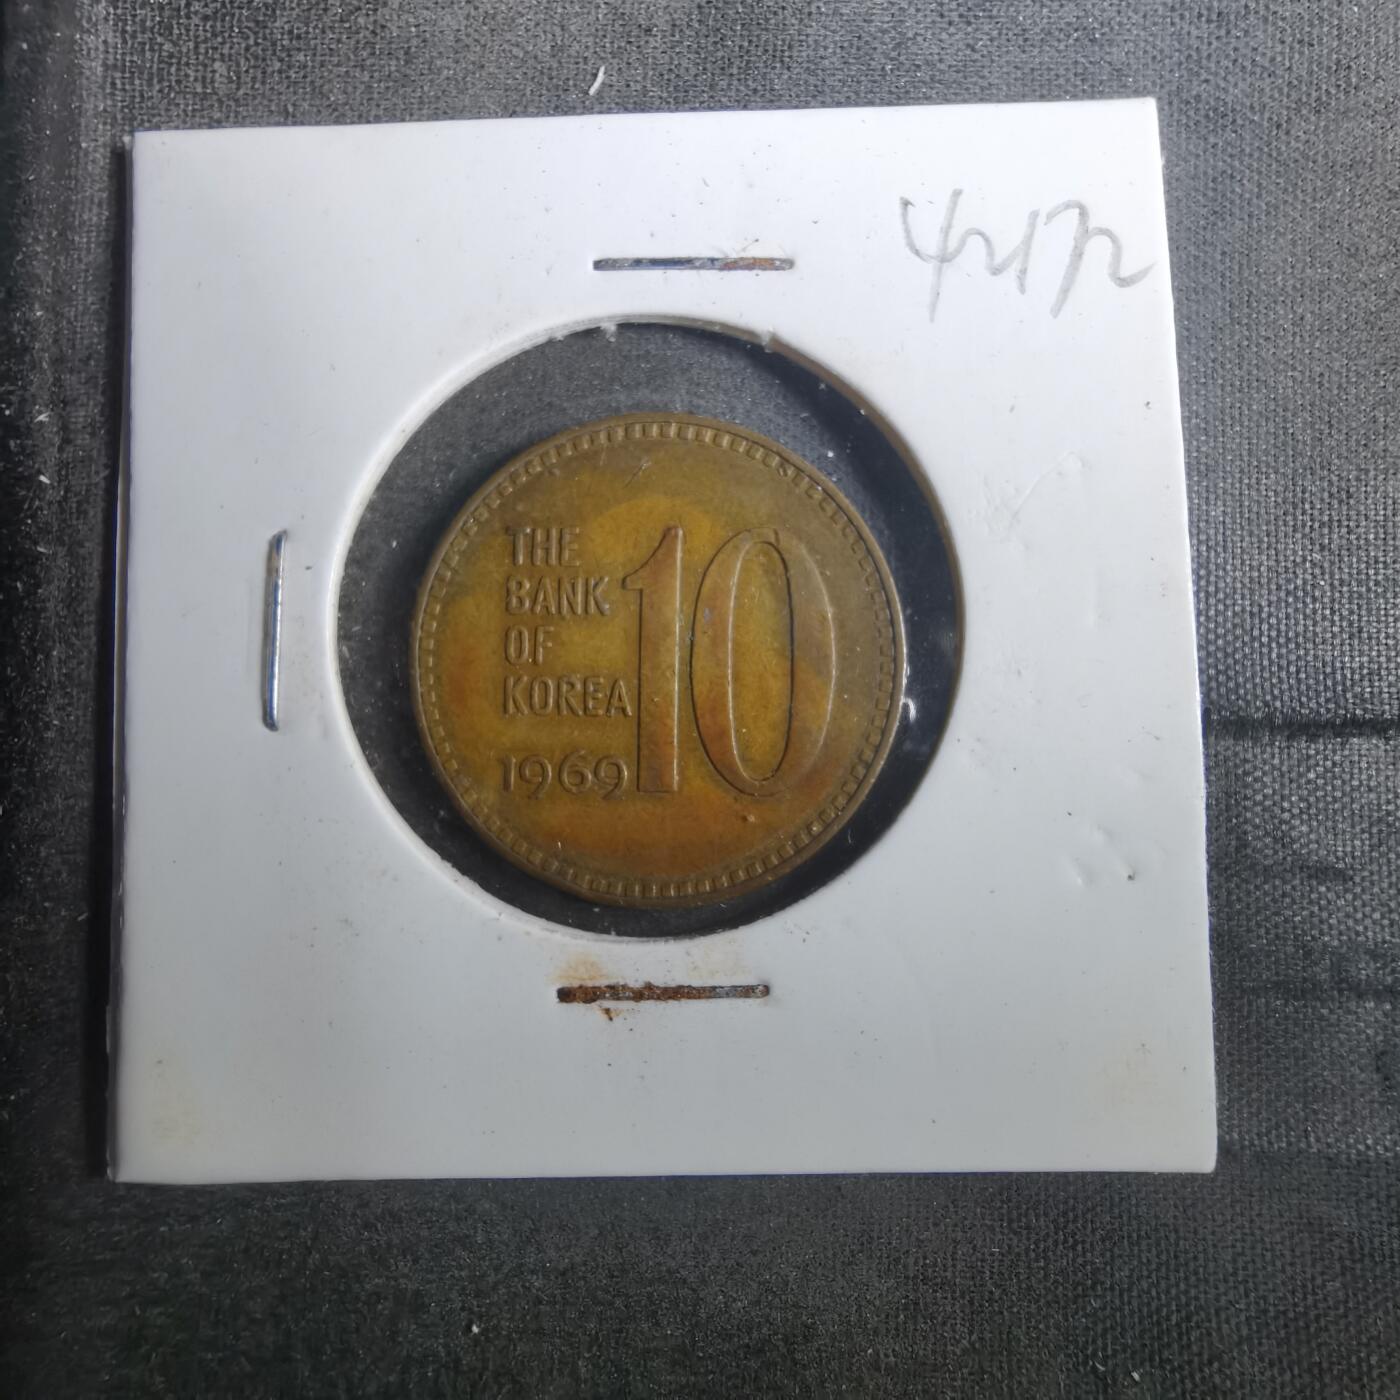 THE
BANK
OF
KOREA
1969
10